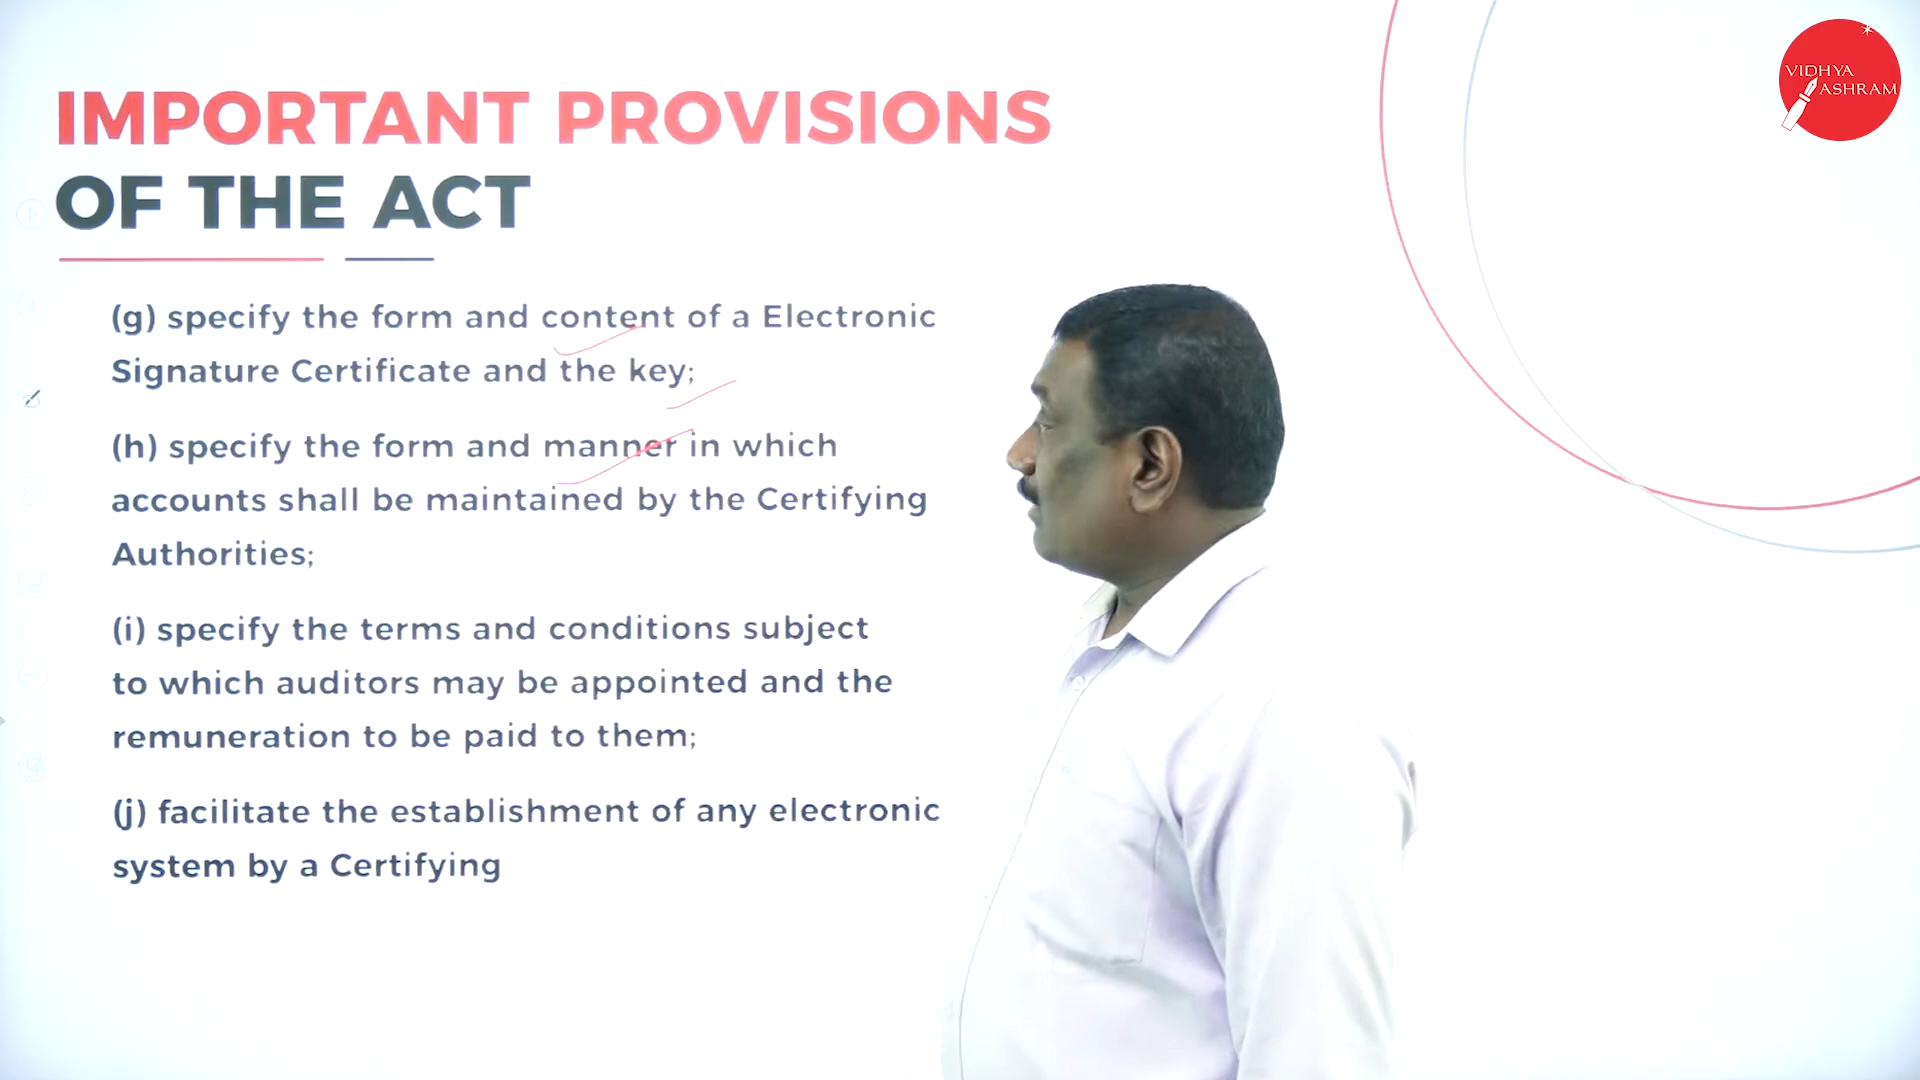 VIDHYA
ASHRAM
IMPORTANT PROVISIONS
OF THE ACT
(g) specify the form and content of a Electronic
Signature Certificate and the key;
(h) specify the form and manner in which
accounts shall be maintained by the Certifying
Authorities;
(i) specify the terms and conditions subject
to which auditors may be appointed and the
remuneration to be paid to them;
(j) facilitate the establishment of any electronic
system by a Certifying